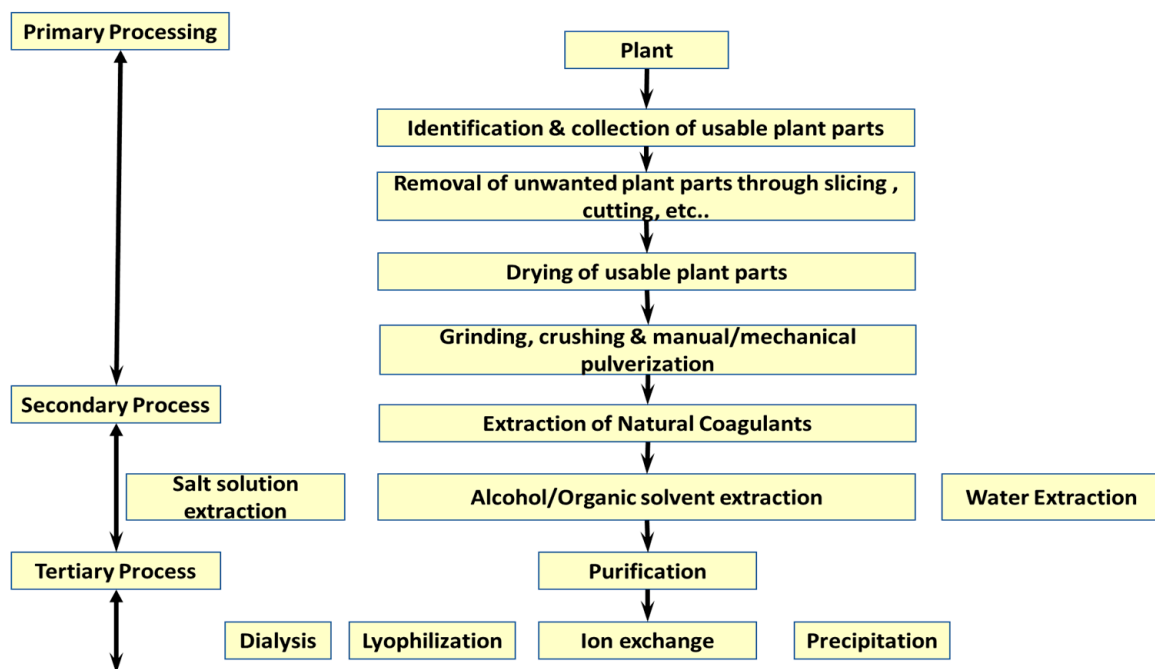 Primary Processing
Plant
Identification & collection of usable plant parts
Removal of unwanted plant parts through slicing ,
cutting, etc..
Drying of usable plant parts
Grinding, crushing & manual/mechanical
pulverization
Secondary Process
Extraction of Natural Coagulants
Salt solution
extraction
Alcohol/Organic solvent extraction
Water Extraction
Tertiary Process
Purification
Dialysis
Lyophilization
Ion exchange
Precipitation